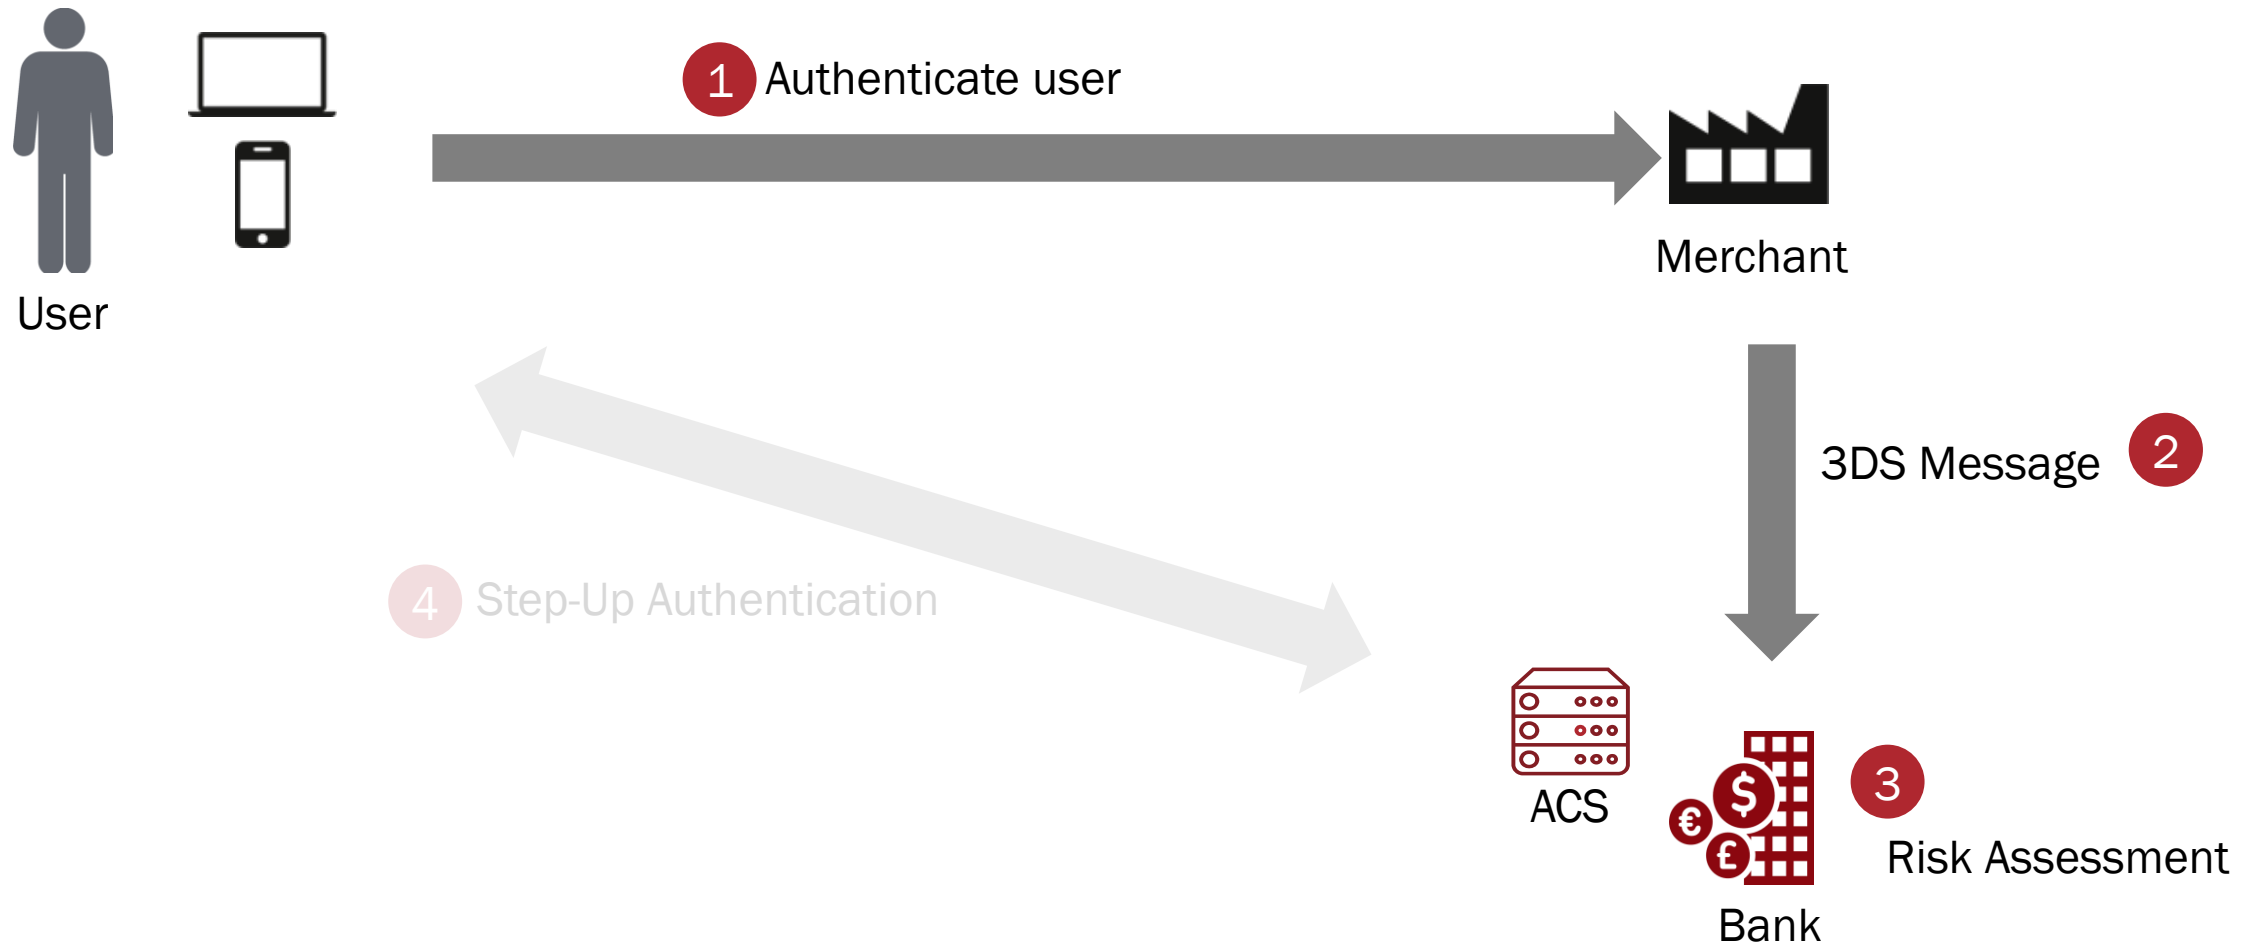 1 Authenticate user
Merchant
User
3DS Message 2
4 Step-Up Authentication
ACS
$
€
£
3
Risk Assessment
Bank